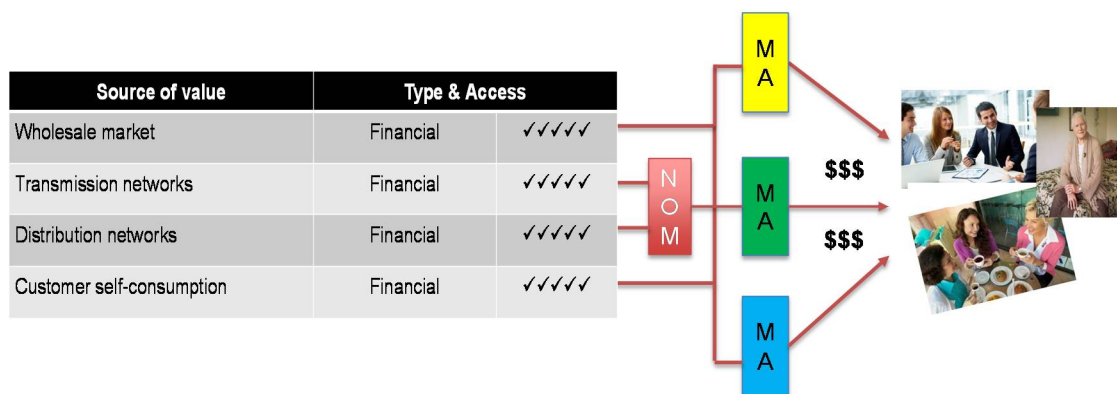 Source of value Type & Access
Wholesale market Financial ✓✓✓✓✓
Transmission networks Financial ✓✓✓✓✓
Distribution networks Financial ✓✓✓✓✓
Customer self-consumption Financial ✓✓✓✓✓
N
O
M
M
A
M
A
M
A
$$$
$$$